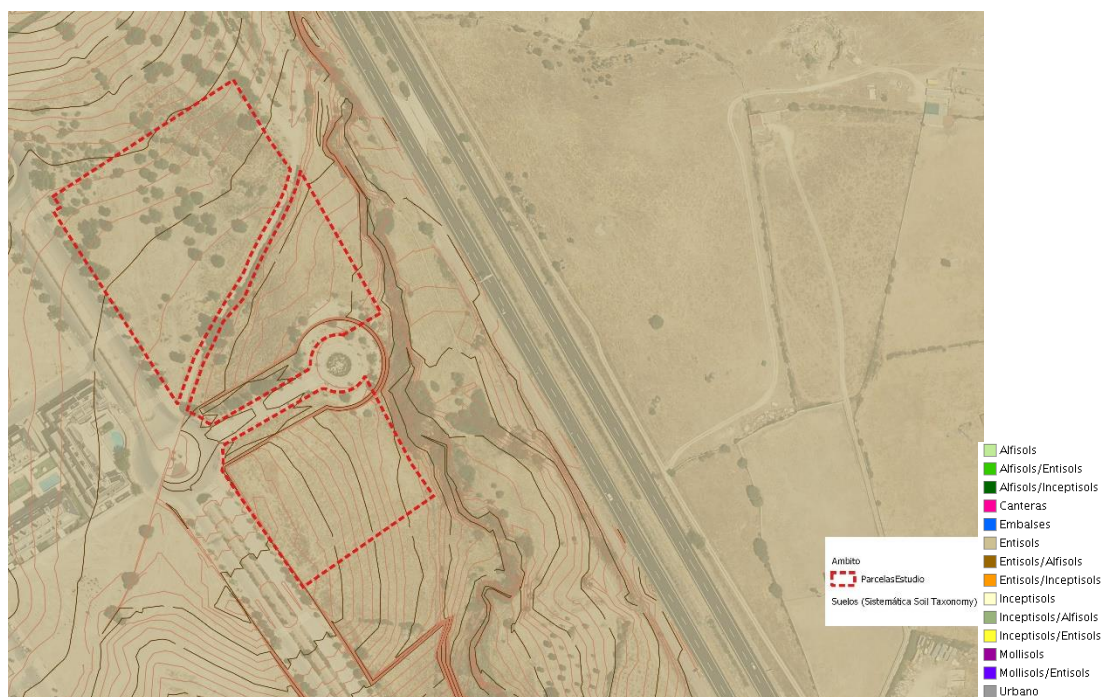 Ambito
ParcelasEstudio
Suelos (Sistemática Soil Taxonomy)
Alfisols
Alfisols/Entisols
Alfisols/Inceptisols
Canteras
Embalses
Entisols
Entisols/Alfisols
Entisols/Inceptisols
Inceptisols
Inceptisols/Alfisols
Inceptisols/Entisols
Mollisols
Mollisols/Entisols
Urbano